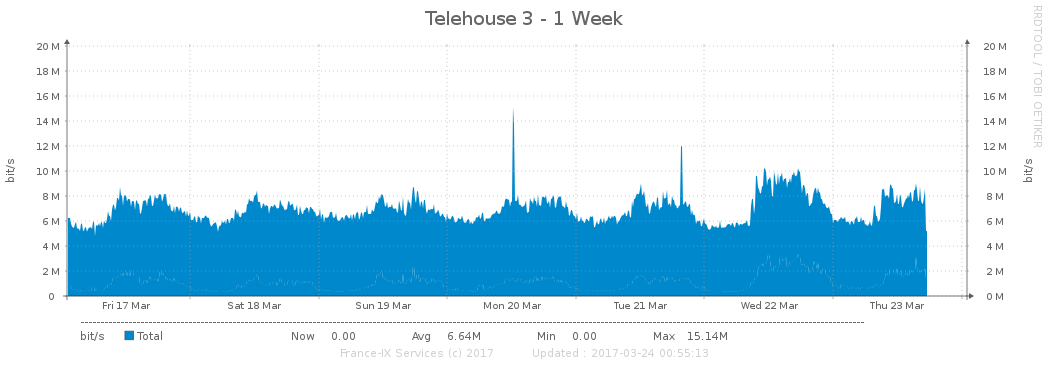 Telehouse 3 - 1 Week
RRDTOOL / TOBI OETIKER
bit/s
bit/s
20 M 20 M
18 M 18 M
16 M 16 M
14 M 14 M
12 M 12 M
10 M 10 M
8 M 8 M
6 M 6 M
4 M 4 M
2 M 2 M
0 0 M
Fri 17 Mar Sat 18 Mar Sun 19 Mar Mon 20 Mar Tue 21 Mar Wed 22 Mar Thu 23 Mar
bit/s Total Now 0.00 Avg 6.64M Min 0.00 Max 15.14M
France-IX Services (c) 2017 Updated : 2017-03-24 00:55:13